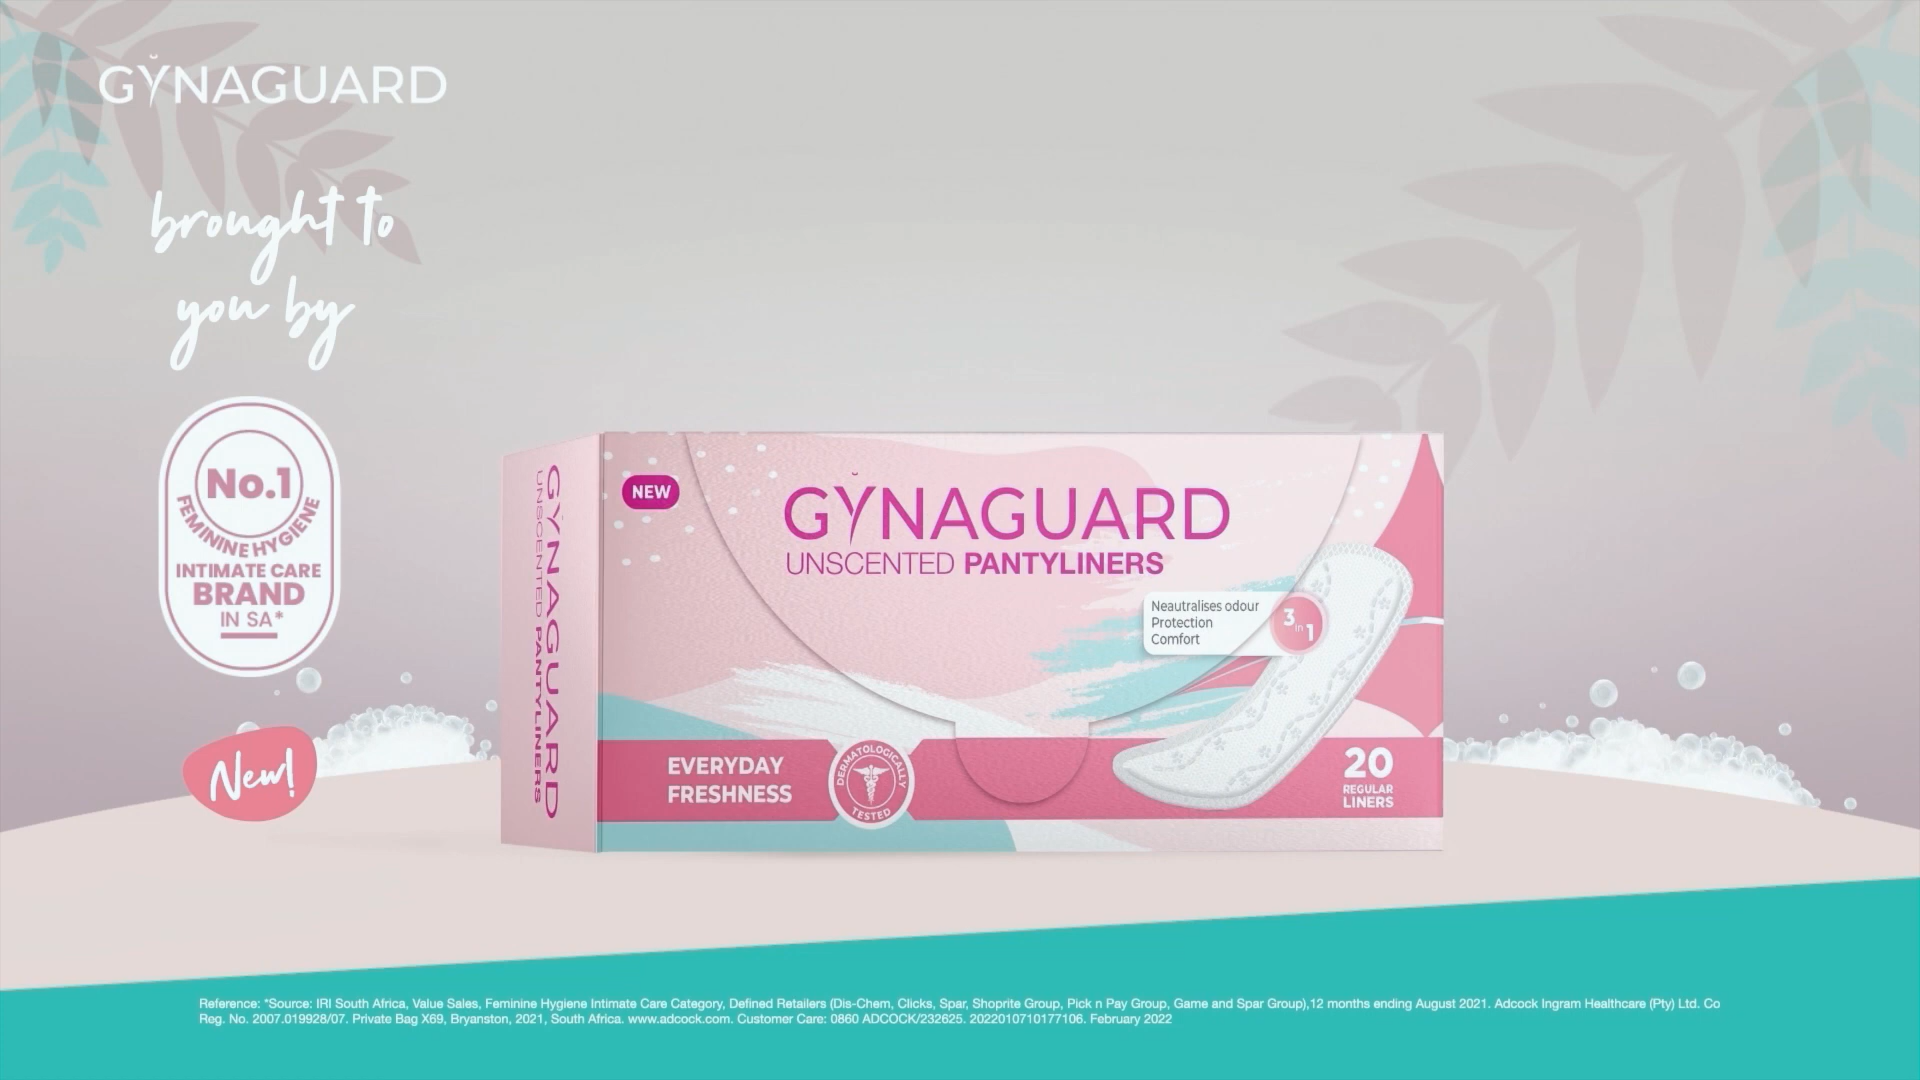 GYNAGUARD
brought to
you by
No.1
FEMININE HYGIENE
INTIMATE CARE
BRAND
IN SA*
New!
GYNAGUARD
UNSCENTED PANTYLINERS
NEW
GYNAGUARD
UNSCENTED PANTYLINERS
Neautralises odour
Protection
Comfort
3 in 1
EVERYDAY
FRESHNESS
DERMATOLOGICALLY
TESTED
20
REGULAR
LINERS
Reference: *Source: IRI South Africa, Value Sales, Feminine Hygiene Intimate Care Category, Defined Retailers (Dis-Chem, Clicks, Spar, Shoprite Group, Pick n Pay Group, Game and Spar Group),12 months ending August 2021. Adcock Ingram Healthcare (Pty) Ltd. Co
Reg. No. 2007.019928/07. Private Bag X69, Bryanston, 2021, South Africa. www.adcock.com. Customer Care: 0860 ADCOCK/232625. 2022010710177106. February 2022